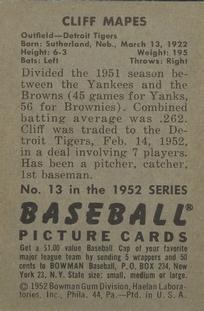 CLIFF MAPES
Outfield—Detroit Tigers
Born: Sutherland, Neb., March 13, 1922
Height: 6-3 Weight: 195
Bats: Left Throws: Right
Divided the 1951 season between
the Yankees and the
Browns (45 games for Yanks,
56 for Brownies). Combined
batting average was .262.
Cliff was traded to the De-
troit Tigers, Feb. 14, 1952,
in a deal involving 7 players.
Has been a pitcher, catcher,
1st baseman.
No. 13 in the 1952 SERIES
BASEBALL®
PICTURE CARDS
Get a $1.00 value Baseball Cap of your favorite
major league team by sending 5 wrappers and 50
cents to BOWMAN Baseball, P.O. BOX 234, New
York 23, N.Y. State size: small, medium or large.
© 1952 Bowman Gum Division, Haelan Labora-
tories, Inc., Phila. 44, Pa.—Ptd. in U.S.A.